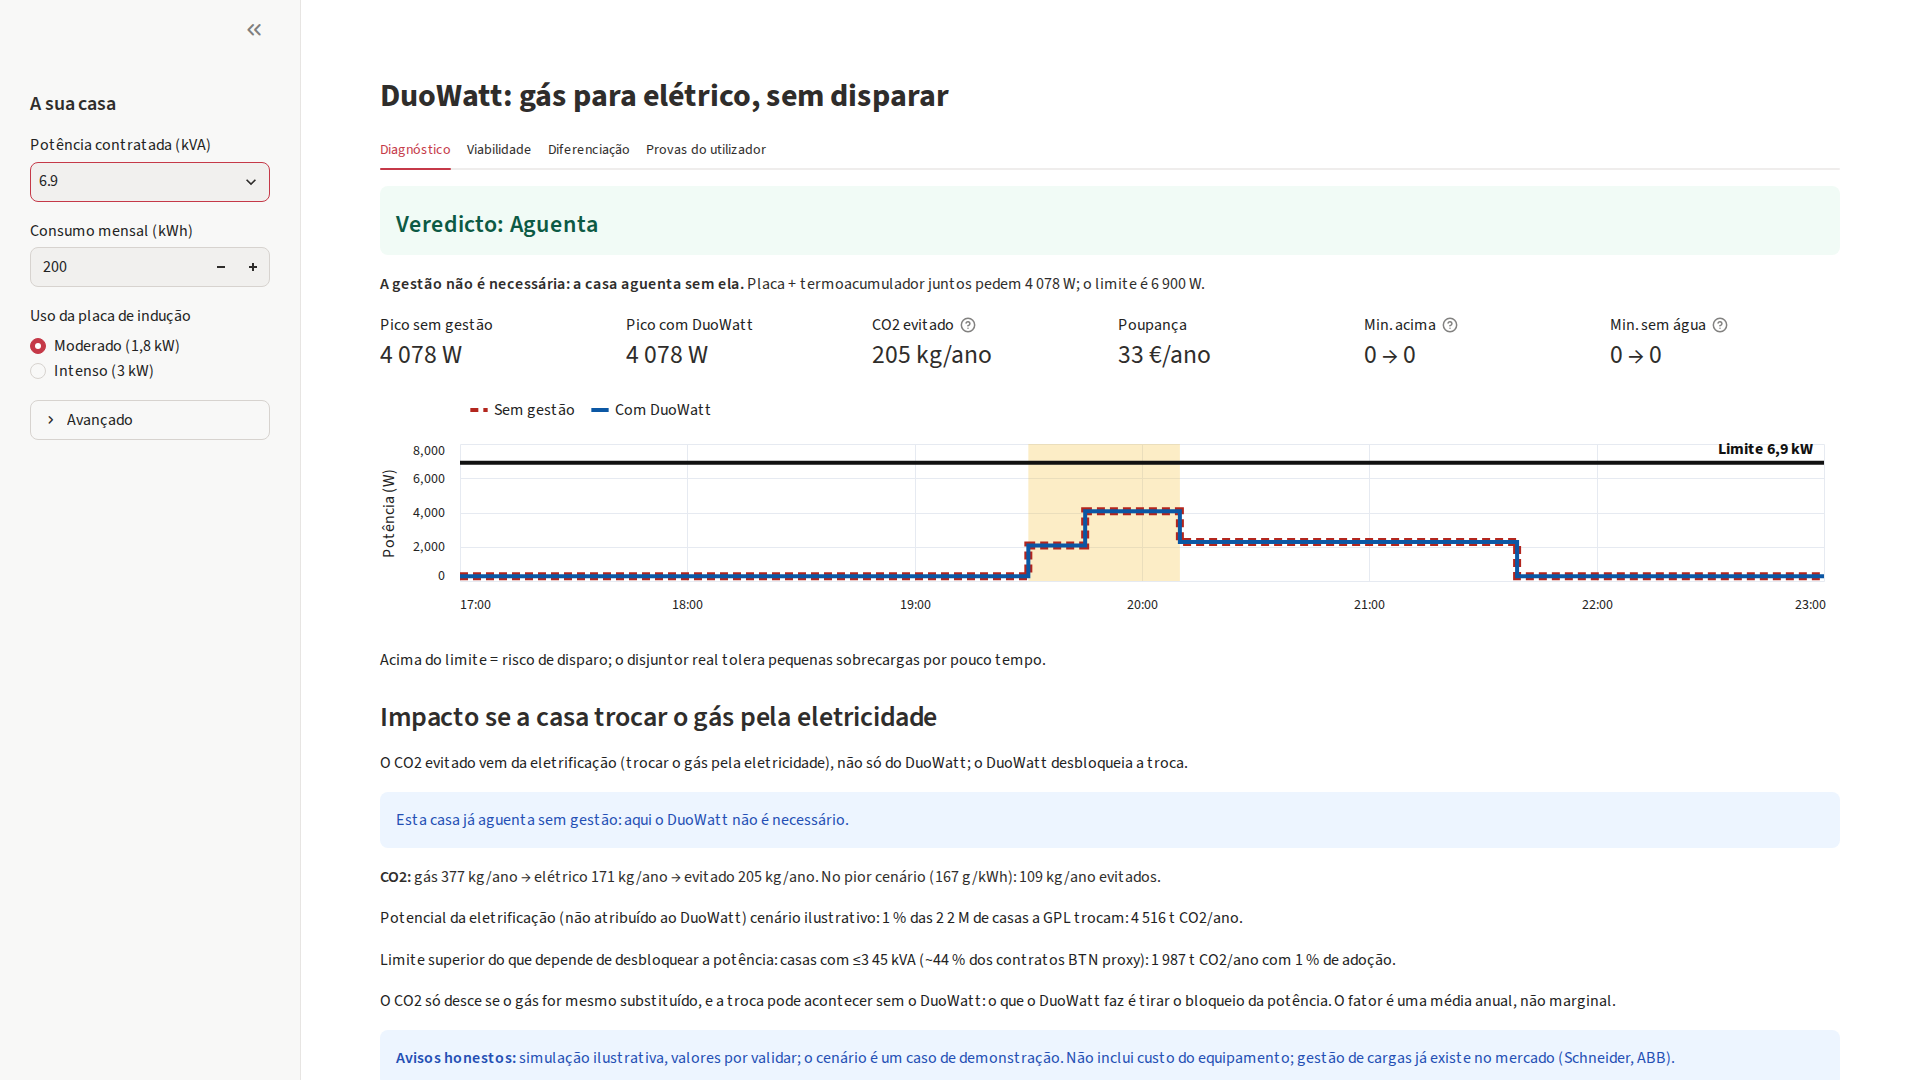 A sua casa
Potência contratada (kVA)
6.9
Consumo mensal (kWh)
200
Uso da placa de indução
Moderado (1,8 kW)
Intenso (3 kW)
Avançado
DuoWatt: gás para elétrico, sem disparar
Diagnóstico Viabilidade Diferenciação Provas do utilizador
Veredicto: Aguenta
A gestão não é necessária: a casa aguenta sem ela. Placa + termoacumulador juntos pedem 4 078 W; o limite é 6 900 W.
Pico sem gestão Pico com DuoWatt CO2 evitado Poupança Min. acima Min. sem água
4 078 W 4 078 W 205 kg/ano 33 €/ano 0 → 0 0 → 0
Sem gestão Com DuoWatt
Limite 6,9 kW
Potência (W)
8,000
6,000
4,000
2,000
0
17:00 18:00 19:00 20:00 21:00 22:00 23:00
Acima do limite = risco de disparo; o disjuntor real tolera pequenas sobrecargas por pouco tempo.
Impacto se a casa trocar o gás pela eletricidade
O CO2 evitado vem da eletrificação (trocar o gás pela eletricidade), não só do DuoWatt; o DuoWatt desbloqueia a troca.
Esta casa já aguenta sem gestão: aqui o DuoWatt não é necessário.
CO2: gás 377 kg/ano → elétrico 171 kg/ano → evitado 205 kg/ano. No pior cenário (167 g/kWh): 109 kg/ano evitados.
Potencial da eletrificação (não atribuído ao DuoWatt) cenário ilustrativo: 1 % das 2 2 M de casas a GPL trocam: 4 516 t CO2/ano.
Limite superior do que depende de desbloquear a potência: casas com ≤3 45 kVA (~44 % dos contratos BTN proxy): 1 987 t CO2/ano com 1 % de adoção.
O CO2 só desce se o gás for mesmo substituído, e a troca pode acontecer sem o DuoWatt: o que o DuoWatt faz é tirar o bloqueio da potência. O fator é uma média anual, não marginal.
Avisos honestos: simulação ilustrativa, valores por validar; o cenário é um caso de demonstração. Não inclui custo do equipamento; gestão de cargas já existe no mercado (Schneider, ABB).